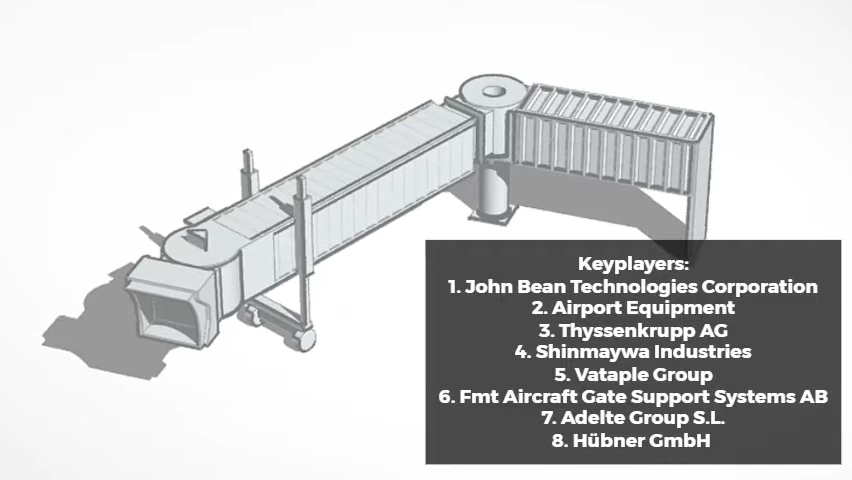 Keyplayers:
1. John Bean Technologies Corporation
2. Airport Equipment
3. Thyssenkrupp AG
4. Shinmaywa Industries
5. Vataple Group
6. Fmt Aircraft Gate Support Systems AB
7. Adelte Group S.L.
8. Hübner GmbH